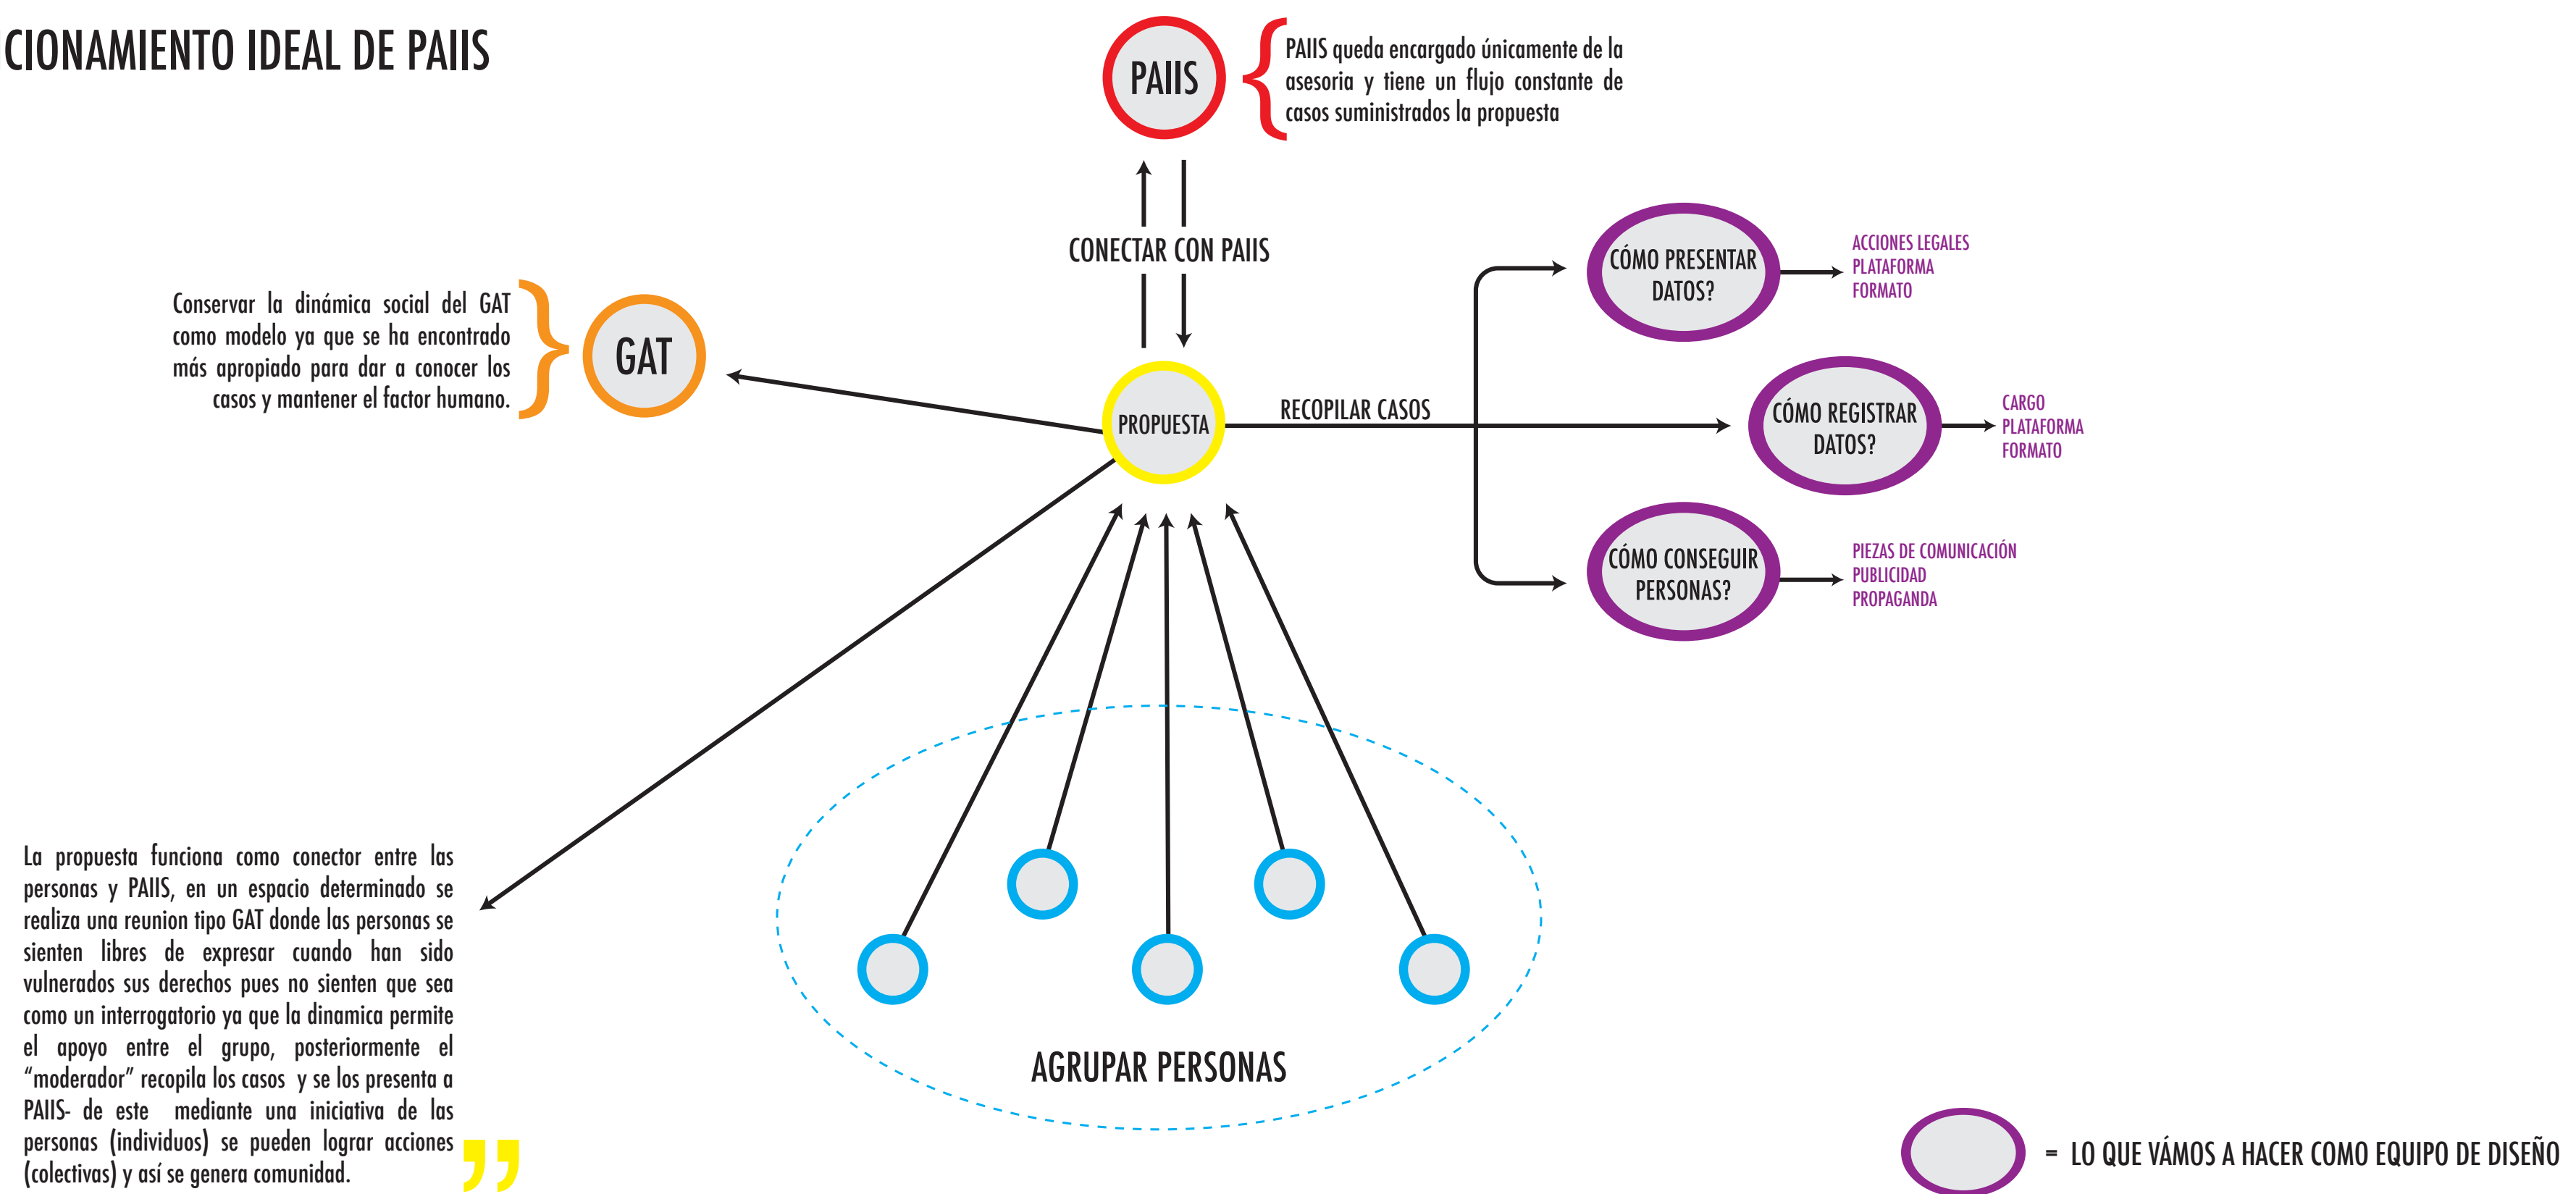 CIONAMIENTO IDEAL DE PAIIS
PAIIS
PAIIS queda encargado únicamente de la
asesoria y tiene un flujo constante de
casos suministrados la propuesta
CONECTAR CON PAIIS
Conservar la dinámica social del GAT
como modelo ya que se ha encontrado
más apropiado para dar a conocer los
casos y mantener el factor humano.
GAT
PROPUESTA
RECOPILAR CASOS
CÓMO PRESENTAR
DATOS?
ACCIONES LEGALES
PLATAFORMA
FORMATO
CÓMO REGISTRAR
DATOS?
CARGO
PLATAFORMA
FORMATO
CÓMO CONSEGUIR
PERSONAS?
PIEZAS DE COMUNICACIÓN
PUBLICIDAD
PROPAGANDA
La propuesta funciona como conector entre las
personas y PAIIS, en un espacio determinado se
realiza una reunion tipo GAT donde las personas se
sienten libres de expresar cuando han sido
vulnerados sus derechos pues no sienten que sea
como un interrogatorio ya que la dinamica permite
el apoyo entre el grupo, posteriormente el
“moderador” recopila los casos y se los presenta a
PAIIS- de este mediante una iniciativa de las
personas (individuos) se pueden lograr acciones
(colectivas) y así se genera comunidad.
”
AGRUPAR PERSONAS
= LO QUE VÁMOS A HACER COMO EQUIPO DE DISEÑO